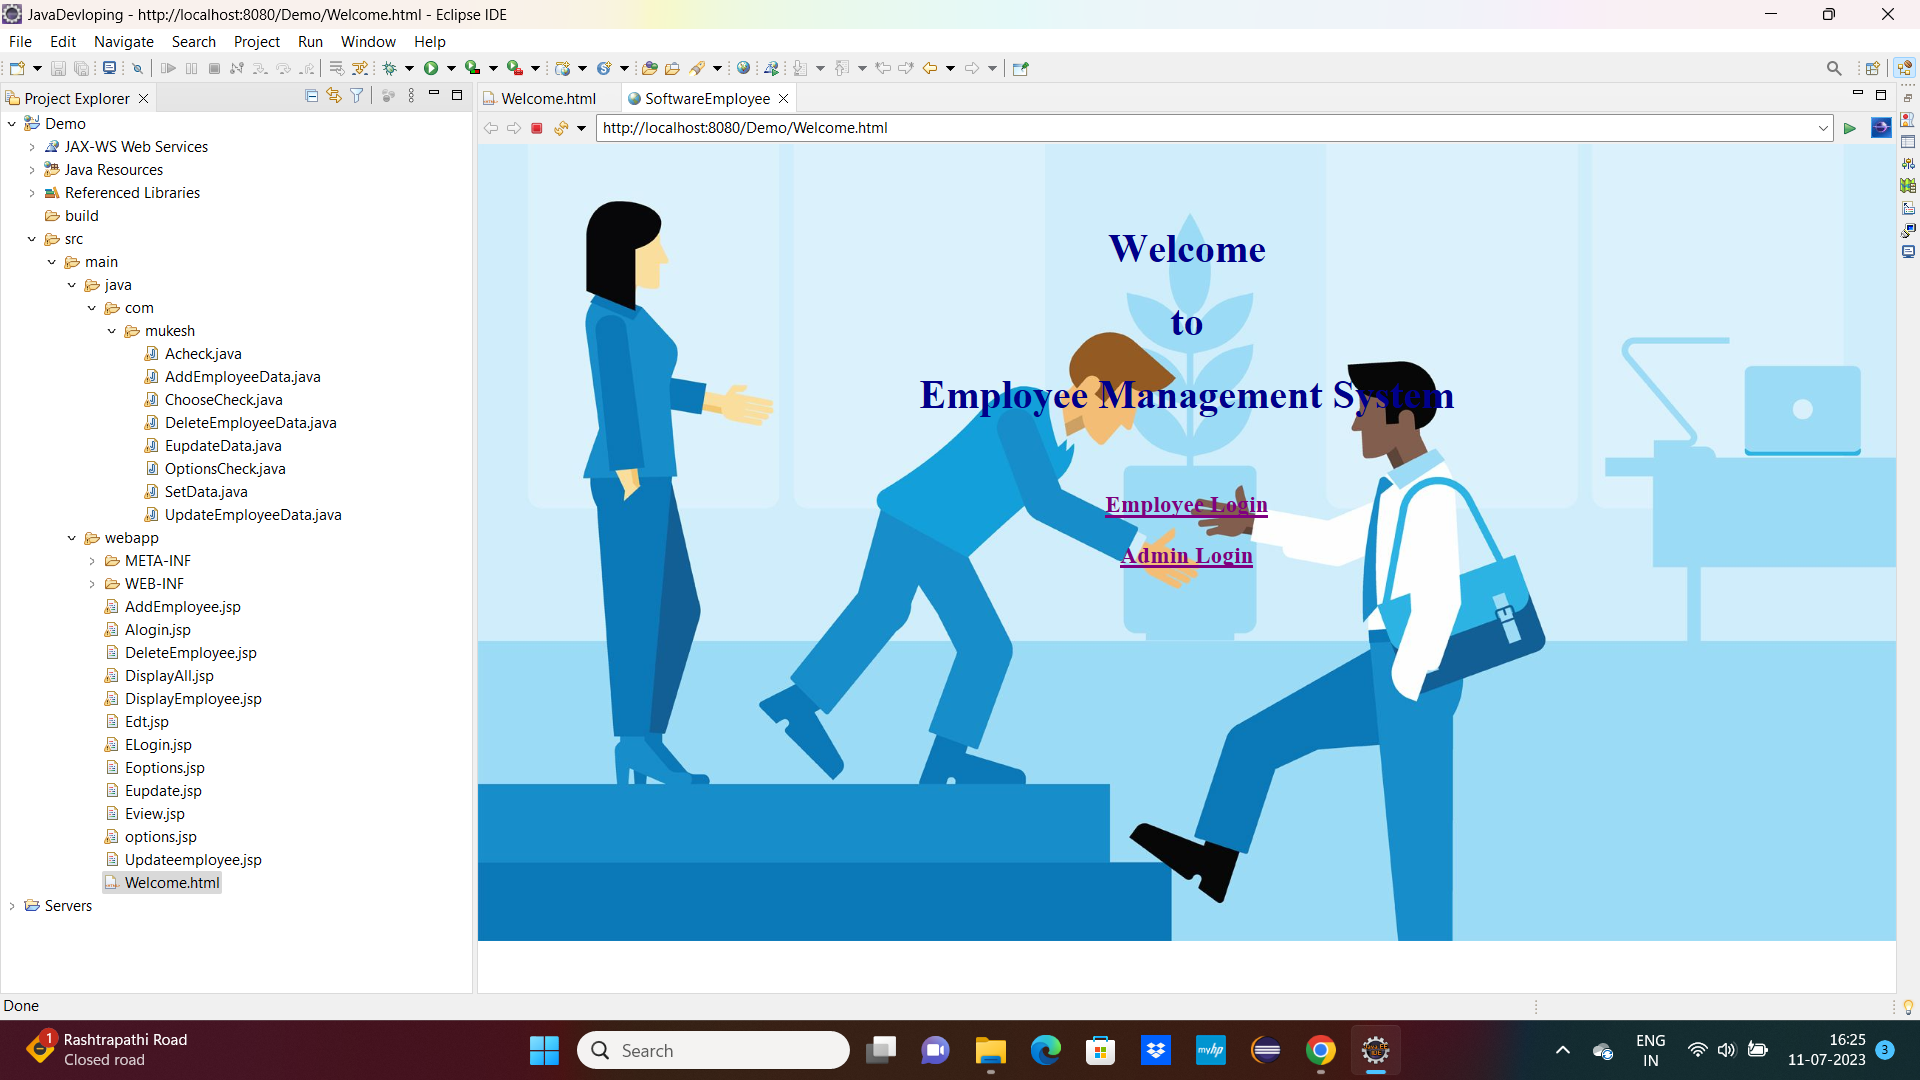 JavaDevloping - http://localhost:8080/Demo/Welcome.html - Eclipse IDE
File Edit Navigate Search Project Run Window Help
Project Explorer
Welcome.html
SoftwareEmployee
http://localhost:8080/Demo/Welcome.html
Demo
JAX-WS Web Services
Java Resources
Referenced Libraries
build
src
main
java
com
mukesh
Acheck.java
AddEmployeeData.java
ChooseCheck.java
DeleteEmployeeData.java
EupdateData.java
OptionsCheck.java
SetData.java
UpdateEmployeeData.java
webapp
META-INF
WEB-INF
AddEmployee.jsp
Alogin.jsp
DeleteEmployee.jsp
DisplayAll.jsp
DisplayEmployee.jsp
Edt.jsp
ELogin.jsp
Eoptions.jsp
Eupdate.jsp
Eview.jsp
options.jsp
Updateemployee.jsp
Welcome.html
Servers
Welcome
to
Employee Management System
Employee Login
Admin Login
Done
1
Rashtrapathi Road
Closed road
Search
myhp
ENG
IN
16:25
11-07-2023
3